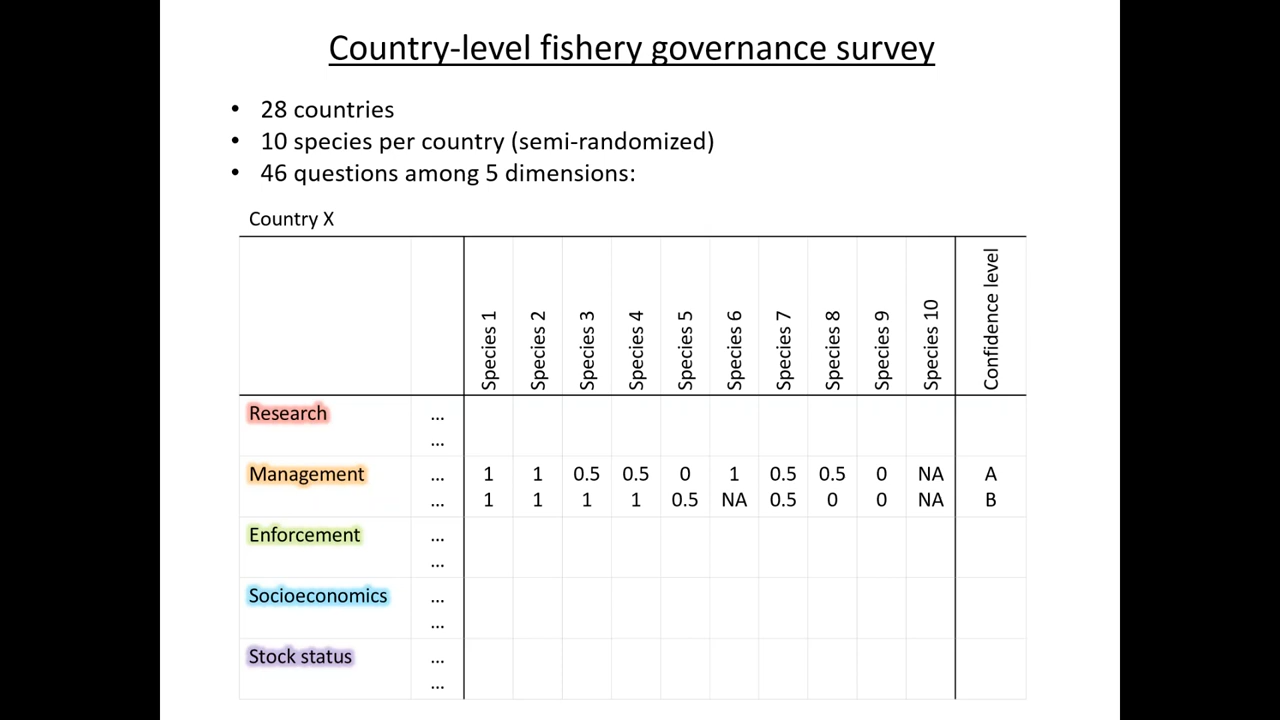 Country-level fishery governance survey
• 28 countries
• 10 species per country (semi-randomized)
• 46 questions among 5 dimensions:
Country X
Species 1 Species 2 Species 3 Species 4 Species 5 Species 6 Species 7 Species 8 Species 9 Species 10 Confidence level
Research ...
...
Management ... 1 1 0.5 0.5 0 1 0.5 0.5 0 NA A
... 1 1 1 1 0.5 NA 0.5 0 0 NA B
Enforcement ...
...
Socioeconomics ...
...
Stock status ...
...